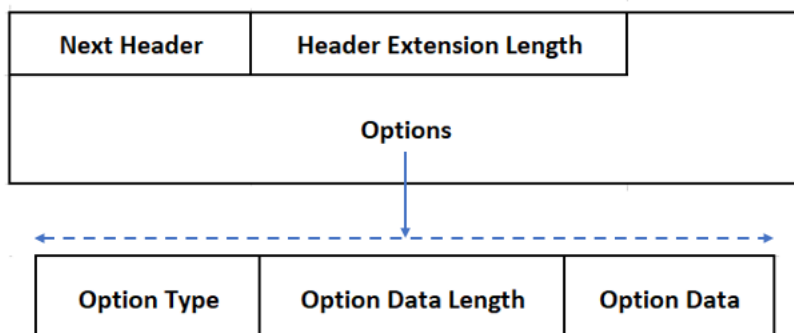 Next Header Header Extension Length
Options
Option Type Option Data Length Option Data